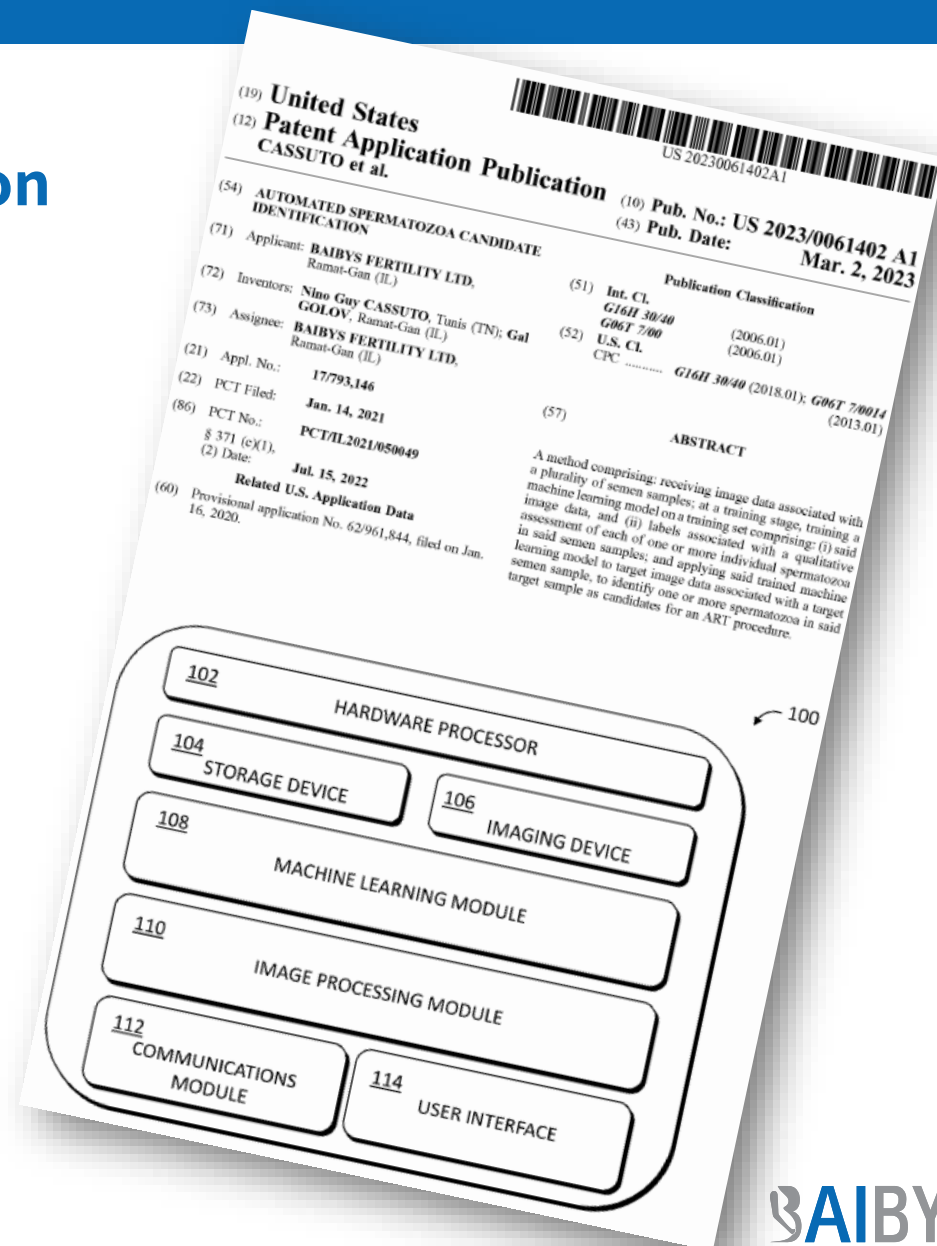 on
(19) United States
(12) Patent Application Publication
CASSUTO et al.
US 20230061402A1
(10) Pub. No.: US 2023/0061402 A1
(43) Pub. Date: Mar. 2, 2023
(54) AUTOMATED SPERMATOZOA CANDIDATE
IDENTIFICATION
(71) Applicant: BAIBYS FERTILITY LTD,
Ramat-Gan (IL)
(72) Inventors: Nino Guy CASSUTO, Tunis (TN); Gal
GOLOV, Ramat-Gan (IL)
(73) Assignee: BAIBYS FERTILITY LTD,
Ramat-Gan (IL)
(21) Appl. No.: 17/793,146
(22) PCT Filed: Jan. 14, 2021
(86) PCT No.: PCT/IL2021/050049
§ 371 (c)(1),
(2) Date: Jul. 15, 2022
Related U.S. Application Data
(60) Provisional application No. 62/961,844, filed on Jan.
16, 2020.
Publication Classification
(51) Int. Cl.
G16H 30/40 (2006.01)
G06T 7/00 (2006.01)
(52) U.S. Cl.
CPC ........... G16H 30/40 (2018.01); G06T 7/0014
(2013.01)
(57) ABSTRACT
A method comprising: receiving image data associated with
a plurality of semen samples; at a training stage, training a
machine learning model on a training set comprising: (i) said
image data, and (ii) labels associated with a qualitative
assessment of each of one or more individual spermatozoa
in said semen samples; and applying said trained machine
learning model to target image data associated with a target
semen sample, to identify one or more spermatozoa in said
target sample as candidates for an ART procedure.
100
102
HARDWARE PROCESSOR
104
STORAGE DEVICE
106
IMAGING DEVICE
108
MACHINE LEARNING MODULE
110
IMAGE PROCESSING MODULE
112
COMMUNICATIONS
MODULE
114
USER INTERFACE
BAIBY